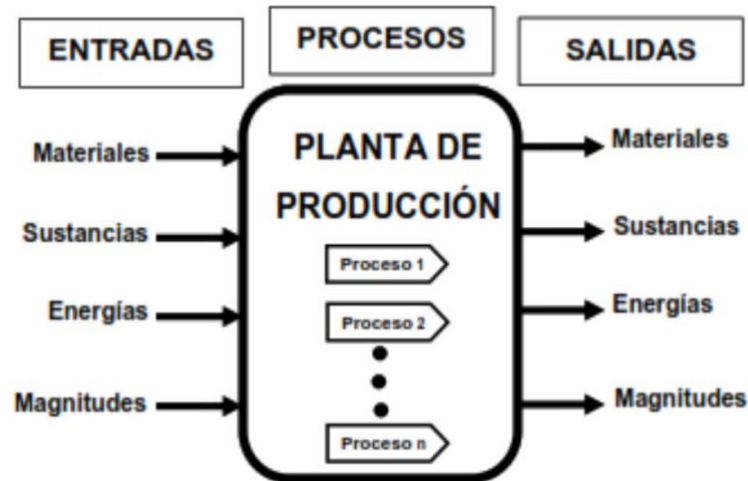 ENTRADAS
PROCESOS
SALIDAS
PLANTA DE
PRODUCCIÓN
Materiales
Sustancias
Energías
Magnitudes
Proceso 1
Proceso 2
Proceso n
Materiales
Sustancias
Energías
Magnitudes